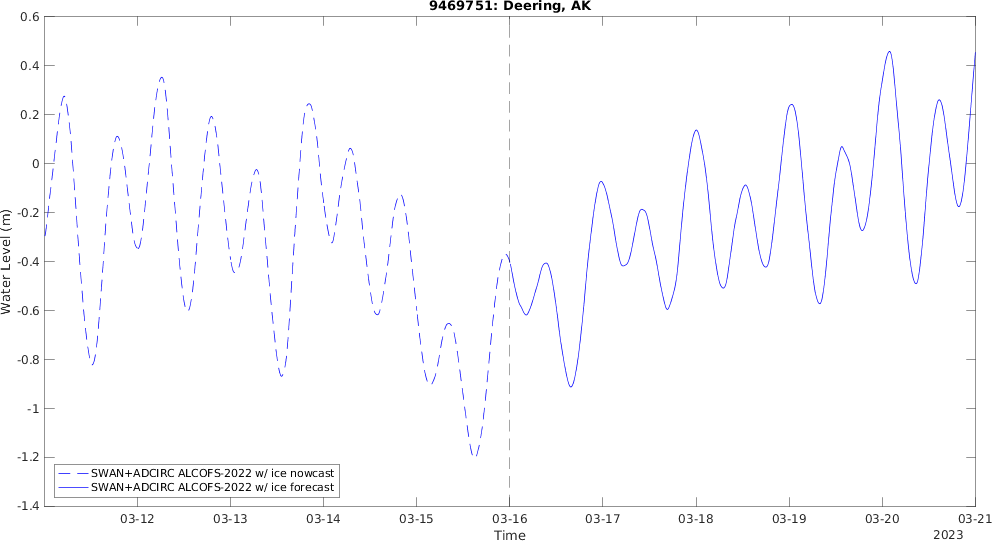 9469751: Deering, AK
0.6
0.4
0.2
0
-0.2
-0.4
-0.6
-0.8
-1
-1.2
-1.4
Water Level (m)
SWAN+ADCIRC ALCOFS-2022 w/ ice nowcast
SWAN+ADCIRC ALCOFS-2022 w/ ice forecast
03-12 03-13 03-14 03-15 03-16 03-17 03-18 03-19 03-20 03-21
Time
2023